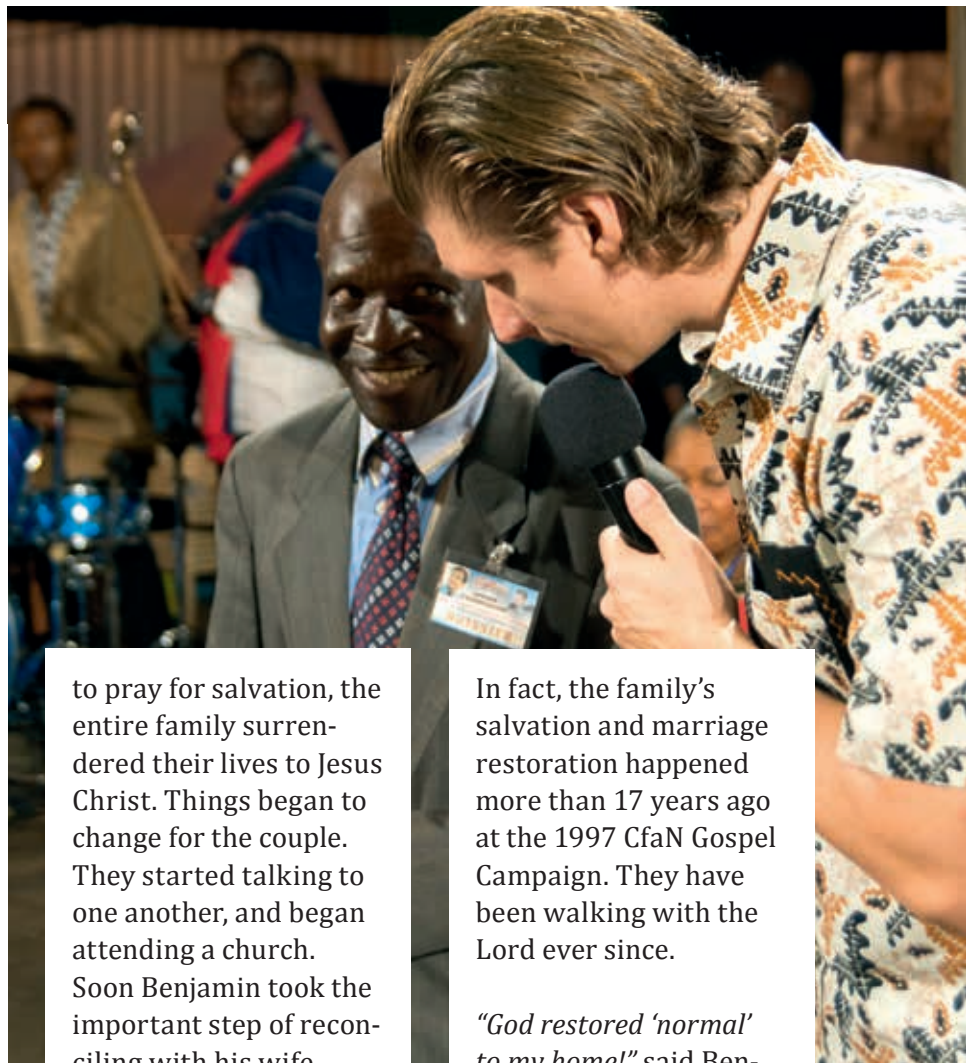 to pray for salvation, the
entire family surren-
dered their lives to Jesus
Christ. Things began to
change for the couple.
They started talking to
one another, and began
attending a church.
Soon Benjamin took the
important step of recon-
ciling with his wife
In fact, the family’s
salvation and marriage
restoration happened
more than 17 years ago
at the 1997 CfaN Gospel
Campaign. They have
been walking with the
Lord ever since.
“God restored ‘normal’
to my home!” said Ben-